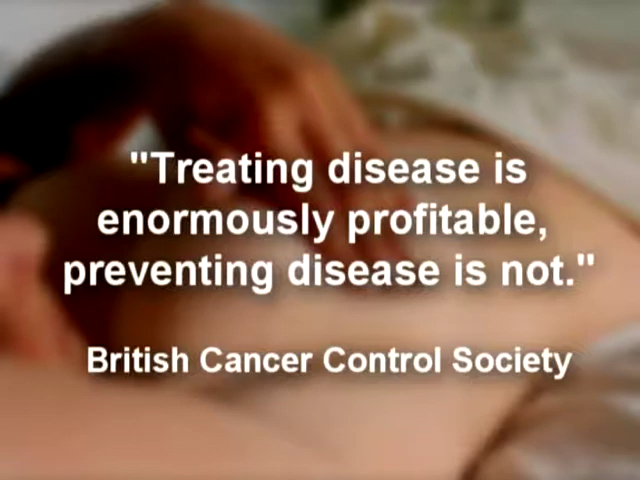 "Treating disease is
enormously profitable,
preventing disease is not."
British Cancer Control Society